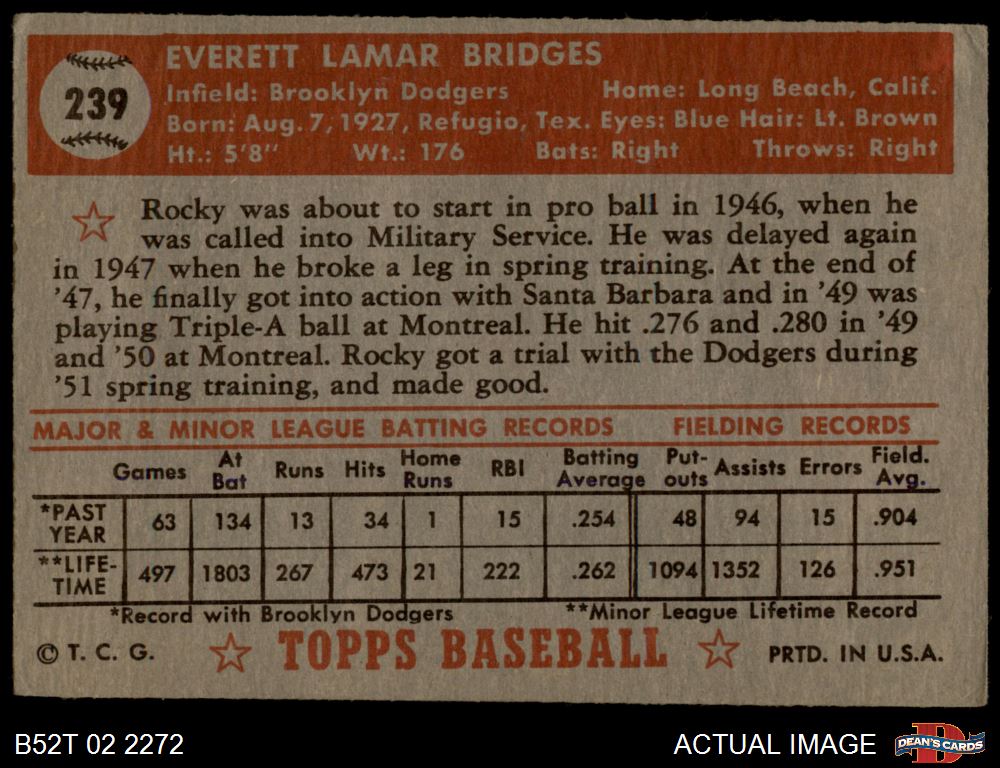 239
EVERETT LAMAR BRIDGES
Infield: Brooklyn Dodgers Home: Long Beach, Calif.
Born: Aug. 7, 1927, Refugio, Tex. Eyes: Blue Hair: Lt. Brown
Ht.: 5'8" Wt.: 176 Bats: Right Throws: Right
Rocky was about to start in pro ball in 1946, when he
was called into Military Service. He was delayed again
in 1947 when he broke a leg in spring training. At the end of
'47, he finally got into action with Santa Barbara and in '49 was
playing Triple-A ball at Montreal. He hit .276 and .280 in '49
and '50 at Montreal. Rocky got a trial with the Dodgers during
'51 spring training, and made good.
MAJOR & MINOR LEAGUE BATTING RECORDS FIELDING RECORDS
Games At Bat Runs Hits Home Runs RBI Batting Average Put-outs Assists Errors Field. Avg.
*PAST YEAR 63 134 13 34 1 15 .254 48 94 15 .904
**LIFE-TIME 497 1803 267 473 21 222 .262 1094 1352 126 .951
*Record with Brooklyn Dodgers **Minor League Lifetime Record
© T. C. G. TOPPS BASEBALL PRTD. IN U.S.A.
B52T 02 2272 ACTUAL IMAGE D DEAN'S CARDS